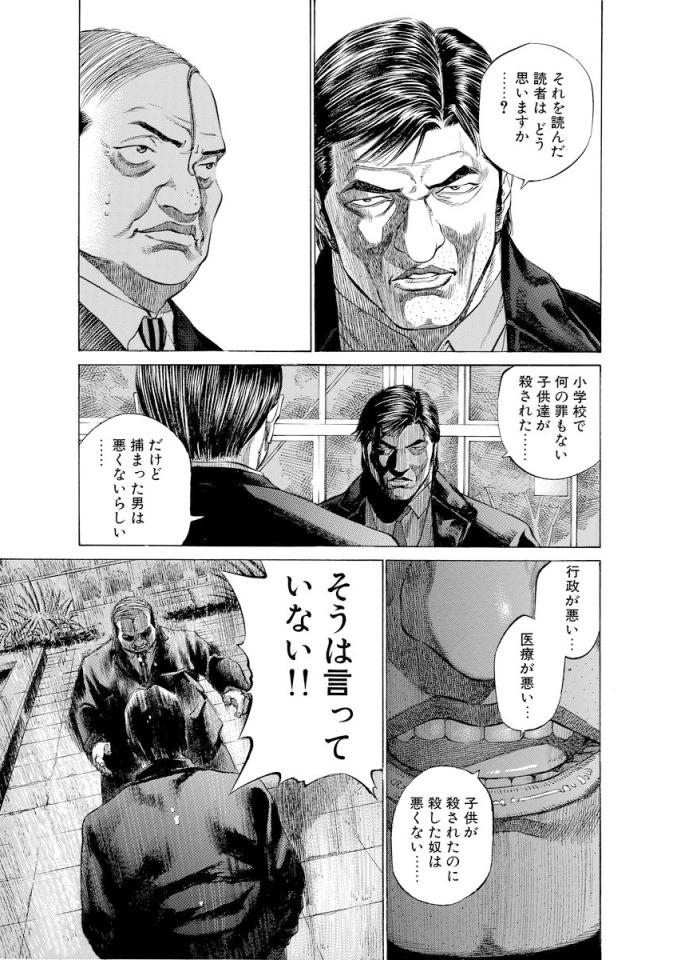 それを読んだ
読者は どう
思いますか
……？
小学校で
何の罪もない
子供達が
殺された……
だけど
捕まった男は
悪くないらしい
……
行政が悪い…
医療が悪い…
子供が
殺されたのに
殺した奴は
悪くない……
そうは言って
いない!!